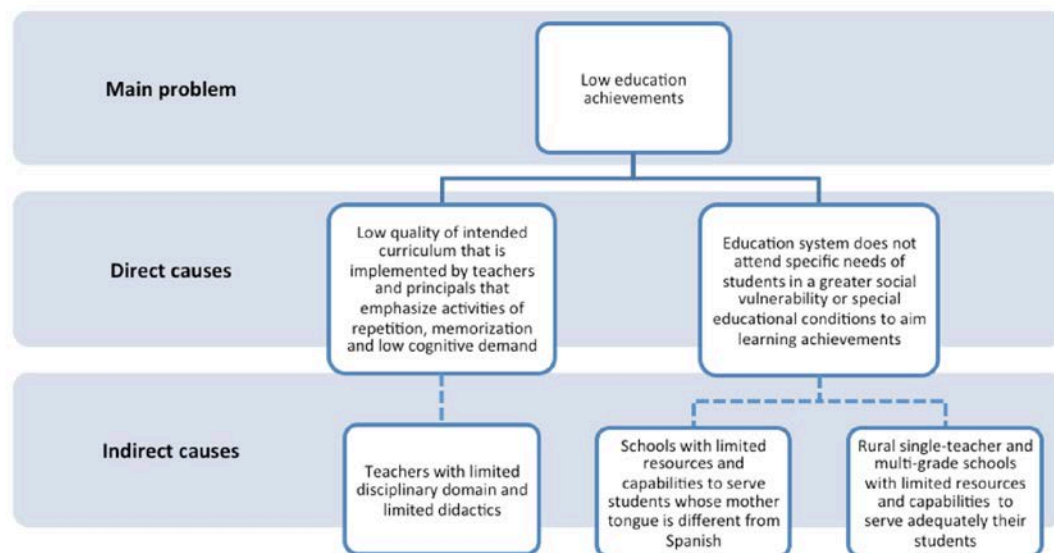 Main problem
Low education
achievements
Direct causes
Low quality of intended
curriculum that is
implemented by teachers
and principals that
emphasize activities of
repetition, memorization
and low cognitive demand
Education system does not
attend specific needs of
students in a greater social
vulnerability or special
educational conditions to aim
learning achievements
Indirect causes
Teachers with limited
disciplinary domain and
limited didactics
Schools with limited
resources and
capabilities to serve
students whose mother
tongue is different from
Spanish
Rural single-teacher and
multi-grade schools
with limited resources
and capabilities to
serve adequately their
students